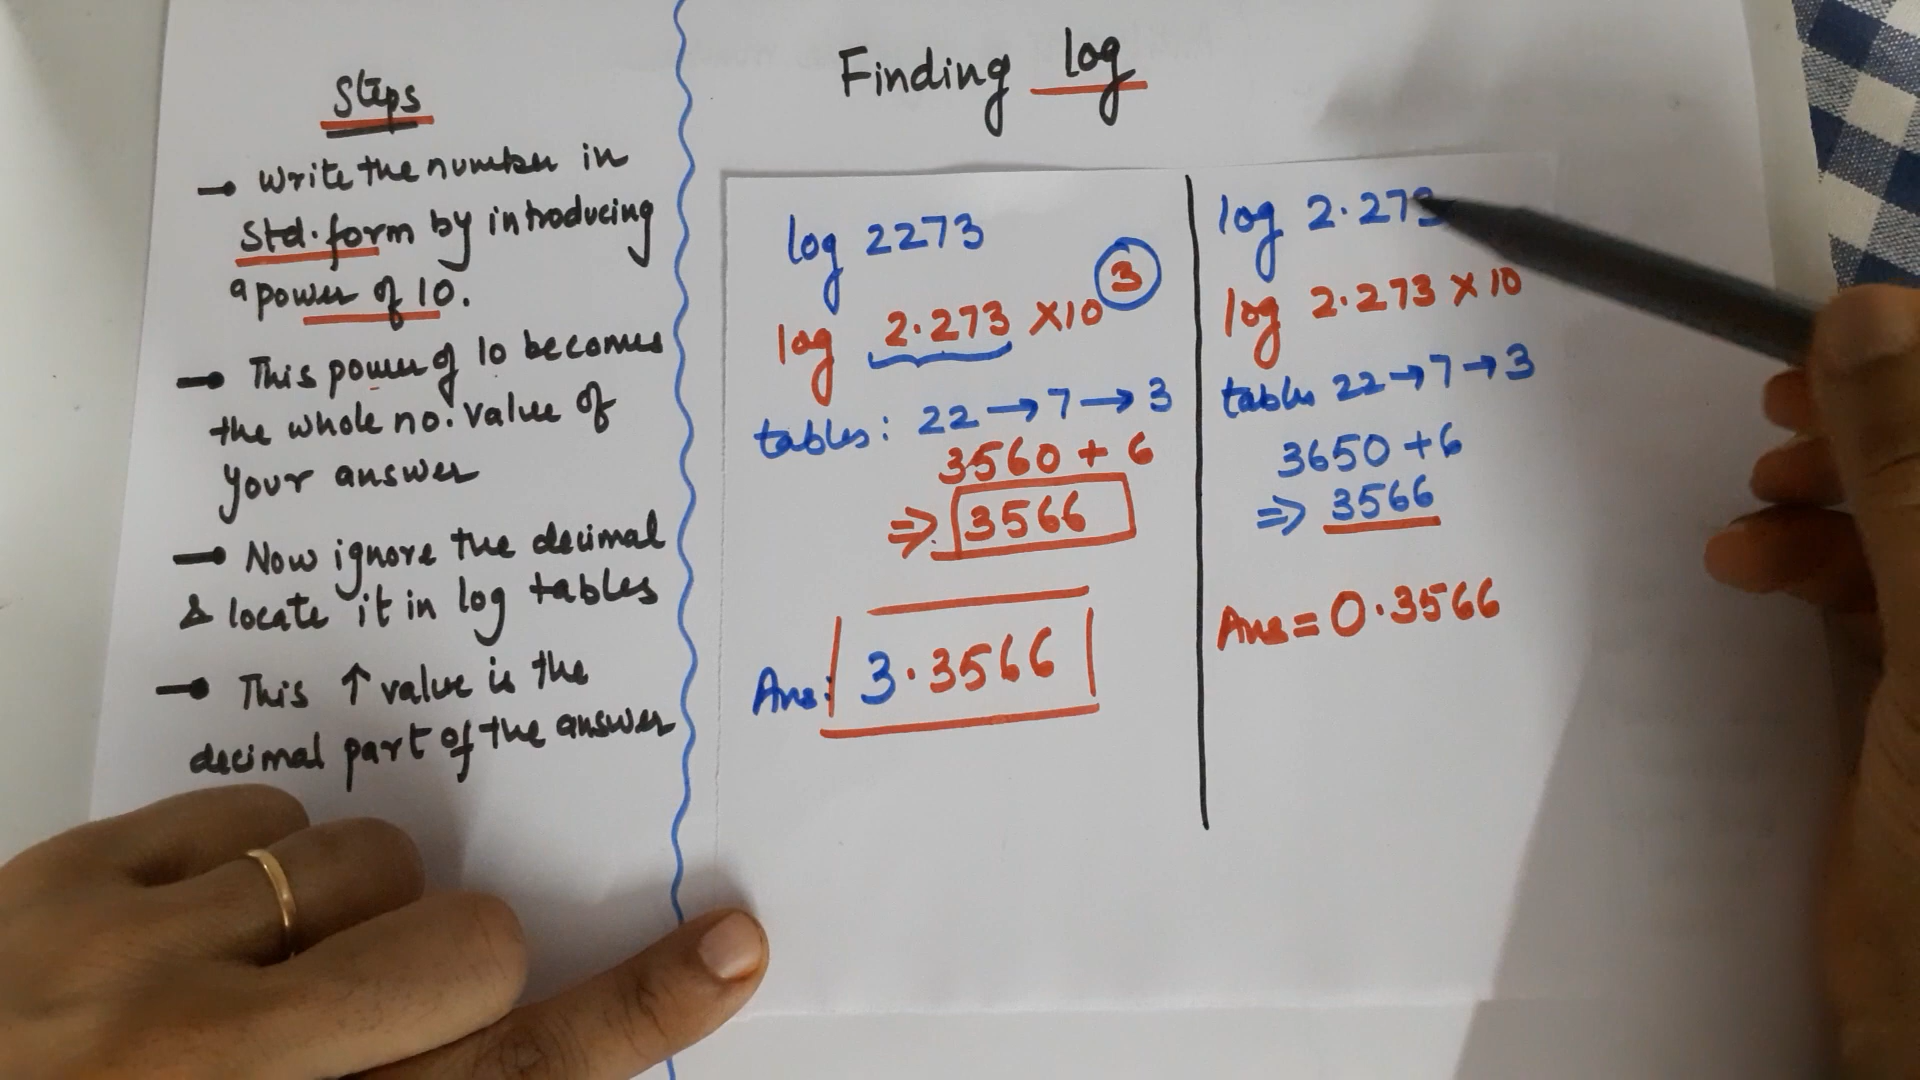 Steps
→ Write the number in
Std. form by introducing
a power of 10.
→ This power of 10 becomes
the whole no. value of
your answer
→ Now ignore the decimal
& locate it in log tables
→ This ↑ value is the
decimal part of the answer
Finding log
log 2273
log 2.273 ×10³
tables: 22 → 7 → 3
3560 + 6
⇒ 3566
Ans: 3.3566
log 2.273
log 2.273 × 10
tables 22 → 7 → 3
3650 + 6
⇒ 3566
Ans = 0.3566